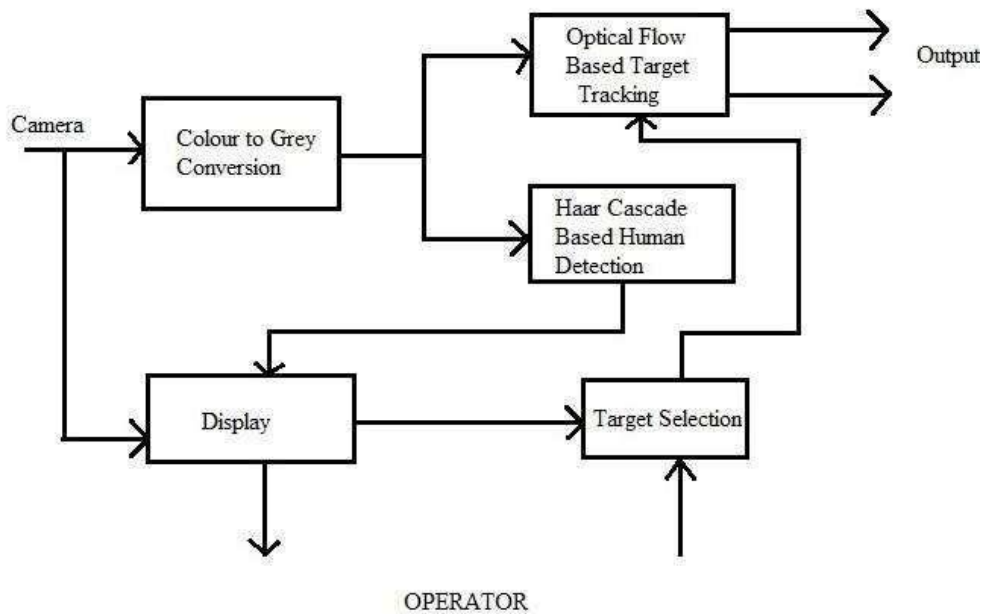 Optical Flow
Based Target
Tracking
Output
Camera
Colour to Grey
Conversion
Haar Cascade
Based Human
Detection
Display
Target Selection
OPERATOR